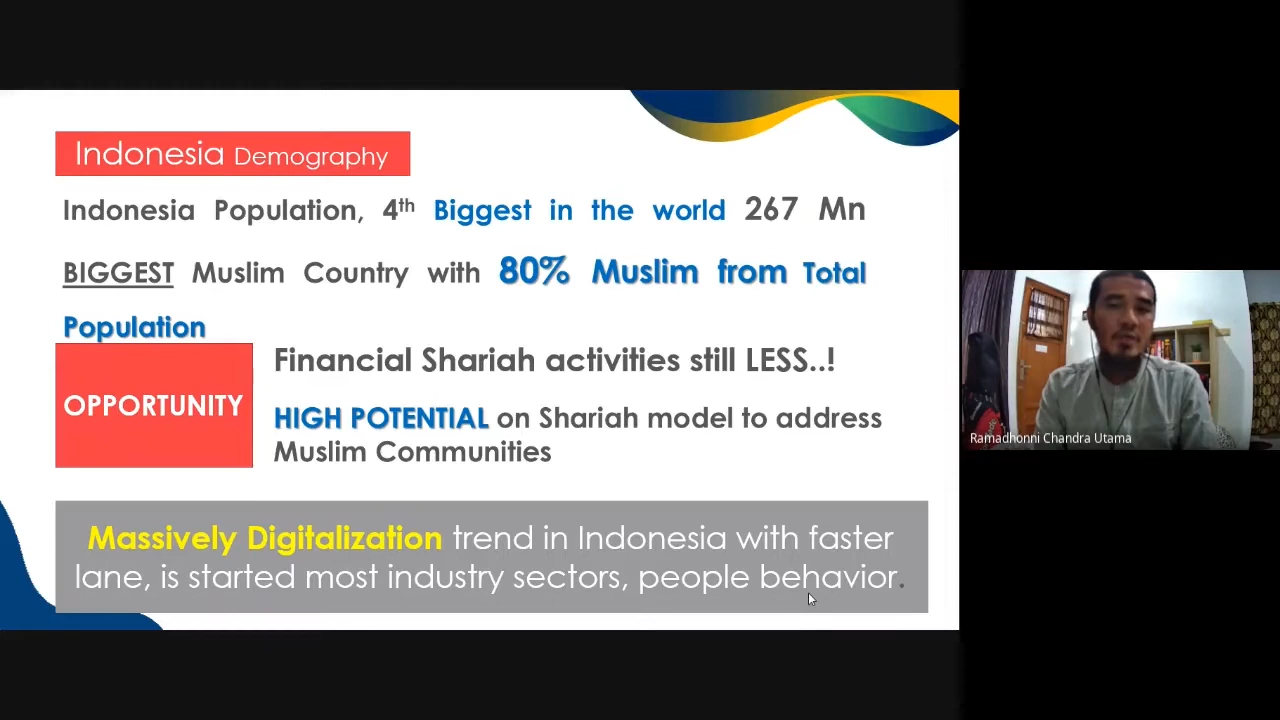 Indonesia Demography
Indonesia Population, 4th Biggest in the world 267 Mn
BIGGEST Muslim Country with 80% Muslim from Total
Population
OPPORTUNITY
Financial Shariah activities still LESS..!
HIGH POTENTIAL on Shariah model to address
Muslim Communities
Massively Digitalization trend in Indonesia with faster
lane, is started most industry sectors, people behavior.
Ramadhonni Chandra Utama